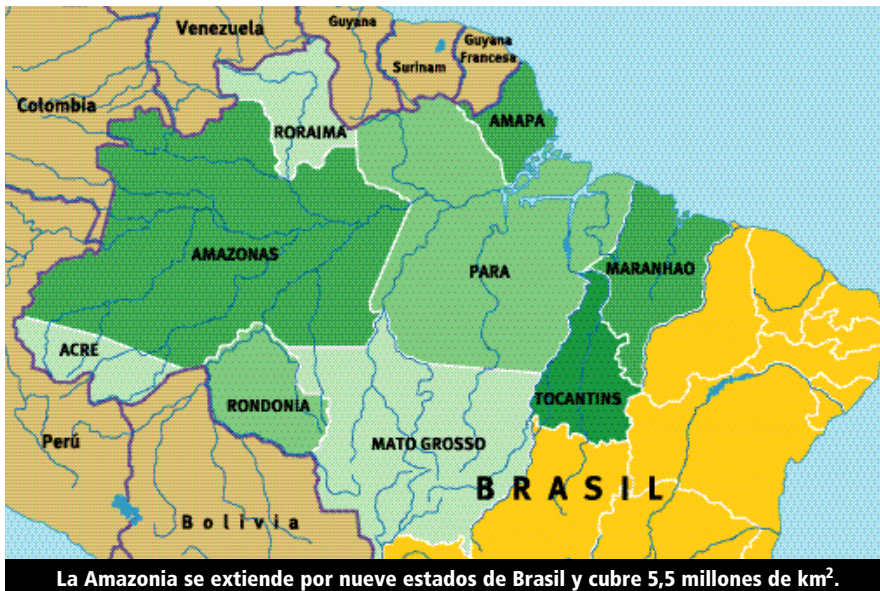 Venezuela
Guyana
Surinam
Guyana
Francesa
Colombia
RORAIMA
AMAPA
AMAZONAS
PARA
MARANHAO
ACRE
RONDONIA
TOCANTINS
MATO GROSSO
Perú
BRASIL
Bolivia
La Amazonia se extiende por nueve estados de Brasil y cubre 5,5 millones de km².